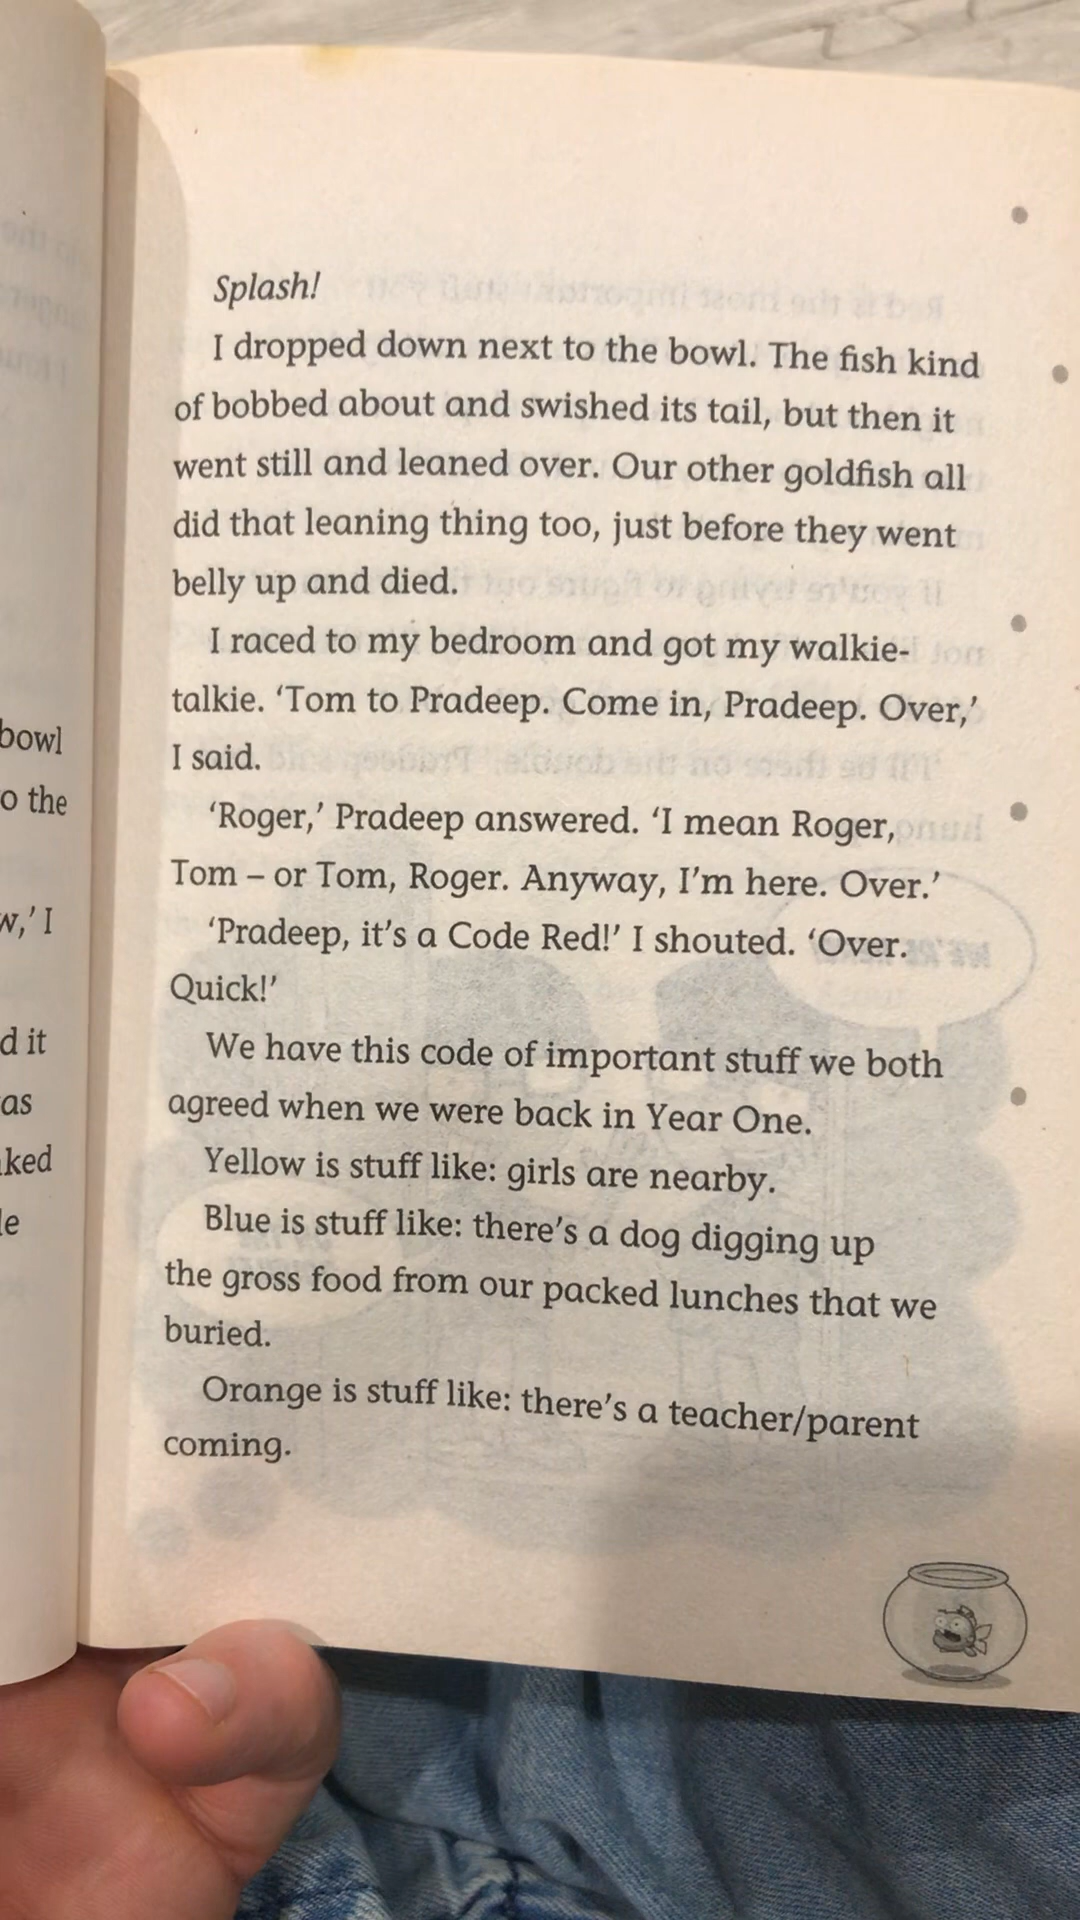 bowl
o the
w,' I
d it
as
ked
le
Splash!
I dropped down next to the bowl. The fish kind
of bobbed about and swished its tail, but then it
went still and leaned over. Our other goldfish all
did that leaning thing too, just before they went
belly up and died.
I raced to my bedroom and got my walkie-
talkie. ‘Tom to Pradeep. Come in, Pradeep. Over,’
I said.
‘Roger,’ Pradeep answered. ‘I mean Roger,
Tom – or Tom, Roger. Anyway, I’m here. Over.’
‘Pradeep, it’s a Code Red!’ I shouted. ‘Over.
Quick!’
We have this code of important stuff we both
agreed when we were back in Year One.
Yellow is stuff like: girls are nearby.
Blue is stuff like: there’s a dog digging up
the gross food from our packed lunches that we
buried.
Orange is stuff like: there’s a teacher/parent
coming.